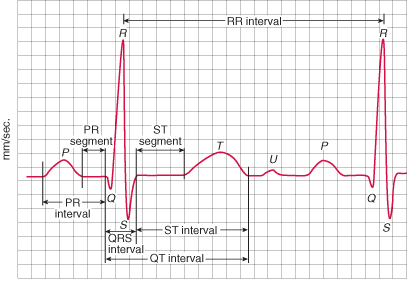 R
RR interval
R
PR
segment
ST
segment
P
T
U
P
mm/sec.
Q
PR
interval
S
QRS
interval
ST interval
QT interval
Q
S